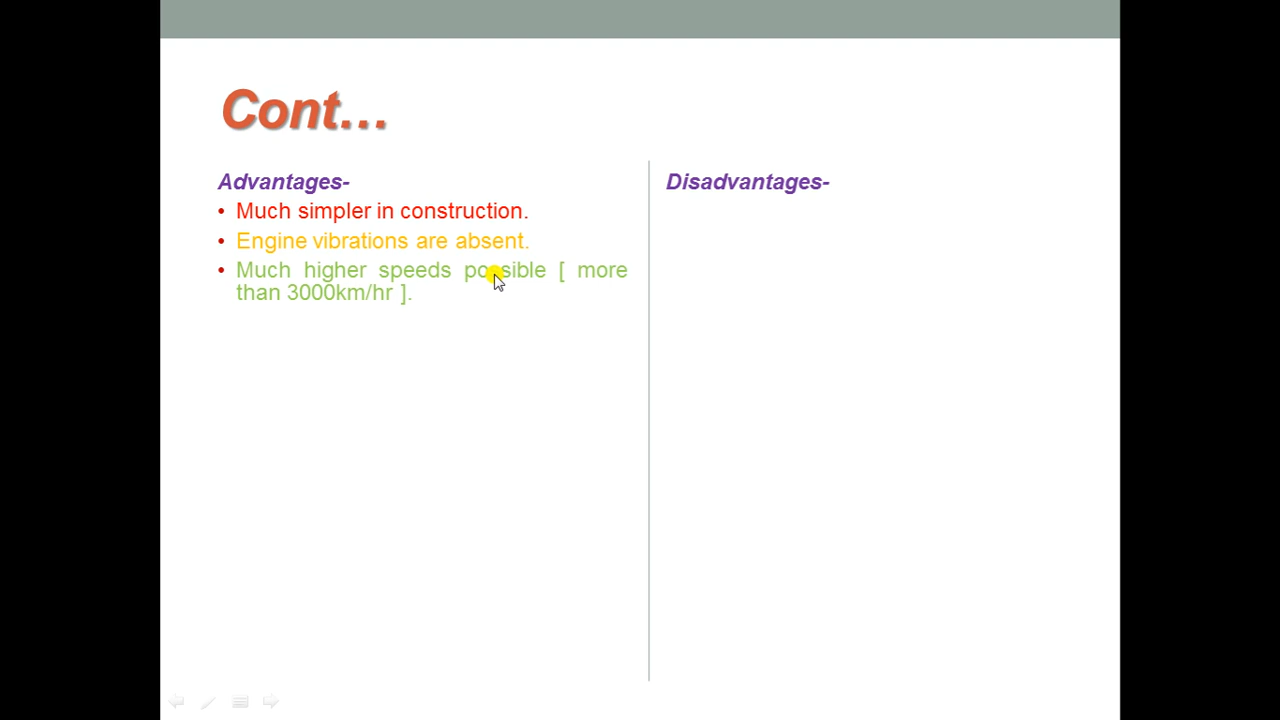 Cont...
Advantages-
• Much simpler in construction.
• Engine vibrations are absent.
• Much higher speeds possible [ more
than 3000km/hr ].
Disadvantages-